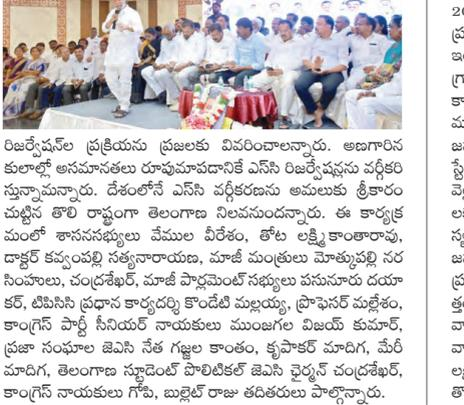 రిజర్వేషన్‌ల ప్రక్రియను ప్రజలకు వివరించాలన్నారు. అణగారిన
కులాల్లో అసమానతలు రూపుమాపడానికే ఎస్‌సి రిజర్వేషన్లను వర్గీకరి
స్తున్నామన్నారు. దేశంలోనే ఎస్‌సి వర్గీకరణను అమలుకు శ్రీకారం
చుట్టిన తొలి రాష్ట్రంగా తెలంగాణ నిలవనుందన్నారు. ఈ కార్యక్ర
మంలో శాసనసభ్యులు వేముల వీరేశం, తోట లక్ష్మికాంతారావు,
డాక్టర్ కవ్వంపల్లి సత్యనారాయణ, మాజీ మంత్రులు మోత్కుపల్లి నర
సింహులు, చంద్రశేఖర్, మాజీ పార్లమెంట్ సభ్యులు పసునూరు దయా
కర్, టిపిసిసి ప్రధాన కార్యదర్శి కొండేటి మల్లయ్య, ప్రొఫెసర్ మల్లేశం,
కాంగ్రెస్ పార్టీ సీనియర్ నాయకులు ముంజగల విజయ్ కుమార్,
ప్రజా సంఘాల జెఎసి నేత గజ్జల కాంతం, కృపాకర్ మాదిగ, మేరీ
మాదిగ, తెలంగాణ స్టూడెంట్ పొలిటికల్ జెఎసి ఛైర్మన్ చంద్రశేఖర్,
కాంగ్రెస్ నాయకులు గోపి, బుల్లెట్ రాజు తదితరులు పాల్గొన్నారు.